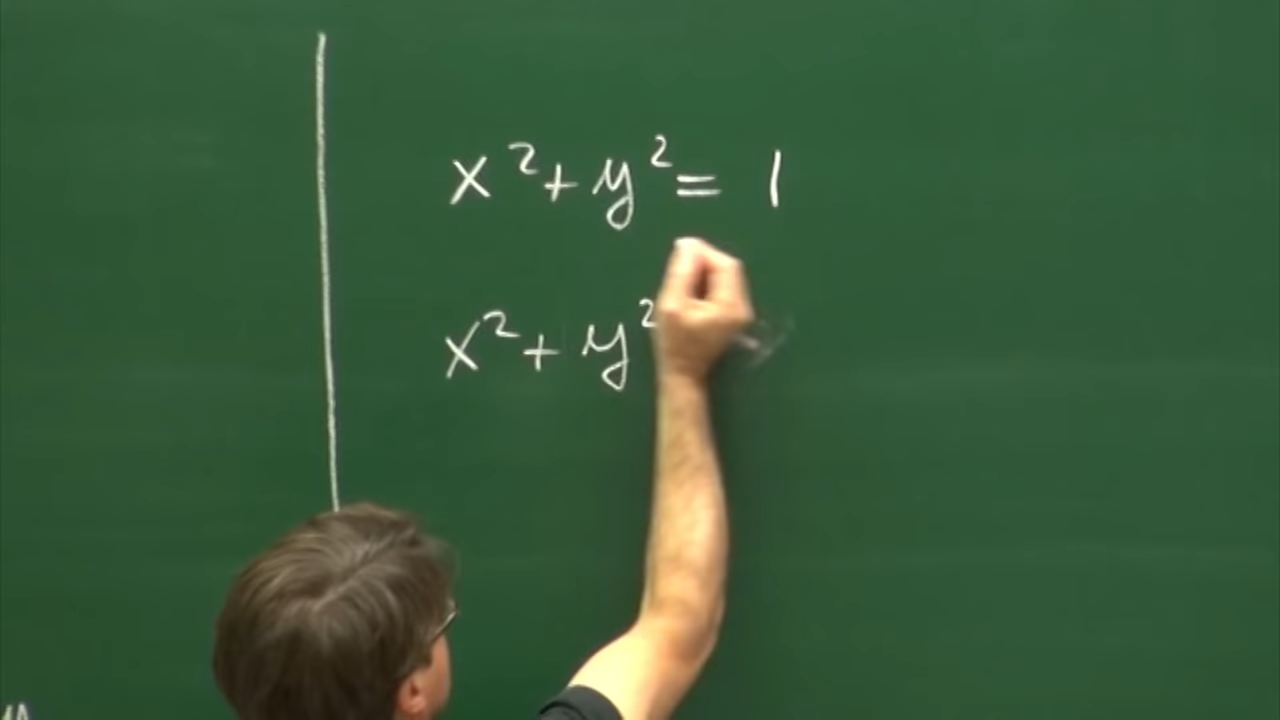 x² + y² = 1
x² + y²